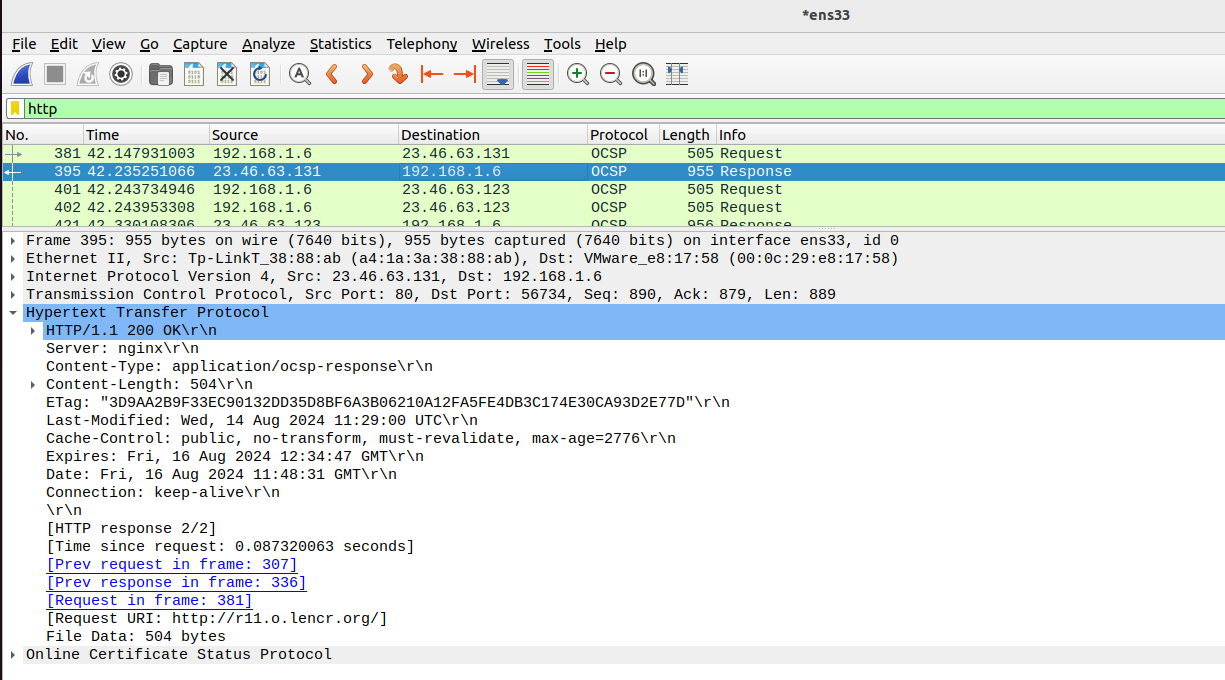 *ens33
File Edit View Go Capture Analyze Statistics Telephony Wireless Tools Help
http
No. Time Source Destination Protocol Length Info
381 42.147931003 192.168.1.6 23.46.63.131 OCSP 505 Request
395 42.235251066 23.46.63.131 192.168.1.6 OCSP 955 Response
401 42.243734946 192.168.1.6 23.46.63.123 OCSP 505 Request
402 42.243953308 192.168.1.6 23.46.63.123 OCSP 505 Request
421 42.330108306 23.46.63.123 192.168.1.6 OCSP 956 Response
Frame 395: 955 bytes on wire (7640 bits), 955 bytes captured (7640 bits) on interface ens33, id 0
Ethernet II, Src: Tp-LinkT_38:88:ab (a4:1a:3a:38:88:ab), Dst: VMware_e8:17:58 (00:0c:29:e8:17:58)
Internet Protocol Version 4, Src: 23.46.63.131, Dst: 192.168.1.6
Transmission Control Protocol, Src Port: 80, Dst Port: 56734, Seq: 890, Ack: 879, Len: 889
Hypertext Transfer Protocol
HTTP/1.1 200 OK\r\n
Server: nginx\r\n
Content-Type: application/ocsp-response\r\n
Content-Length: 504\r\n
ETag: "3D9AA2B9F33EC90132DD35D8BF6A3B06210A12FA5FE4DB3C174E30CA93D2E77D"\r\n
Last-Modified: Wed, 14 Aug 2024 11:29:00 UTC\r\n
Cache-Control: public, no-transform, must-revalidate, max-age=2776\r\n
Expires: Fri, 16 Aug 2024 12:34:47 GMT\r\n
Date: Fri, 16 Aug 2024 11:48:31 GMT\r\n
Connection: keep-alive\r\n
\r\n
[HTTP response 2/2]
[Time since request: 0.087320063 seconds]
[Prev request in frame: 307]
[Prev response in frame: 336]
[Request in frame: 381]
[Request URI: http://r11.o.lencr.org/]
File Data: 504 bytes
Online Certificate Status Protocol